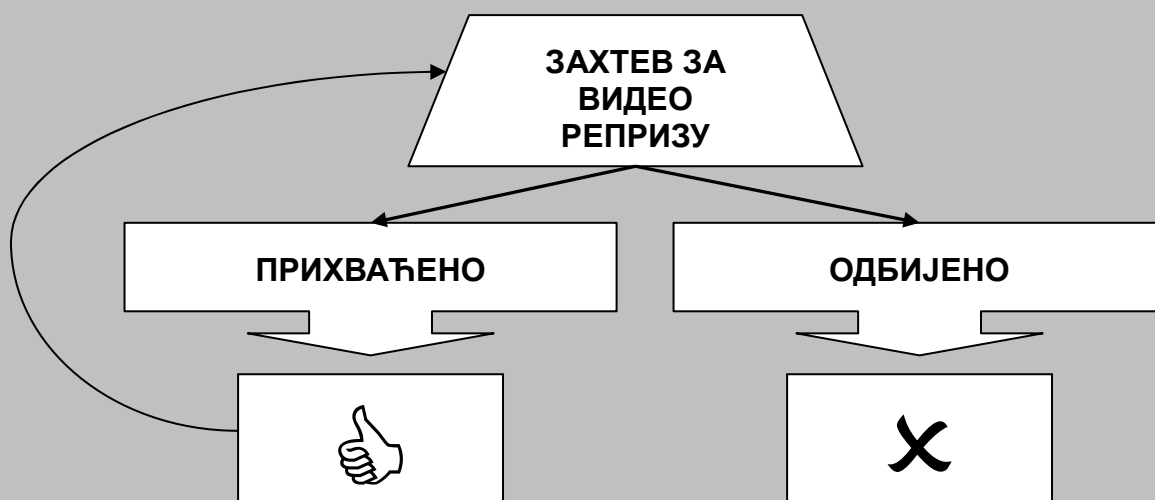 ЗАХТЕВ ЗА
ВИДЕО
РЕПРИЗУ
ПРИХВАЋЕНО
ОДБИЈЕНО